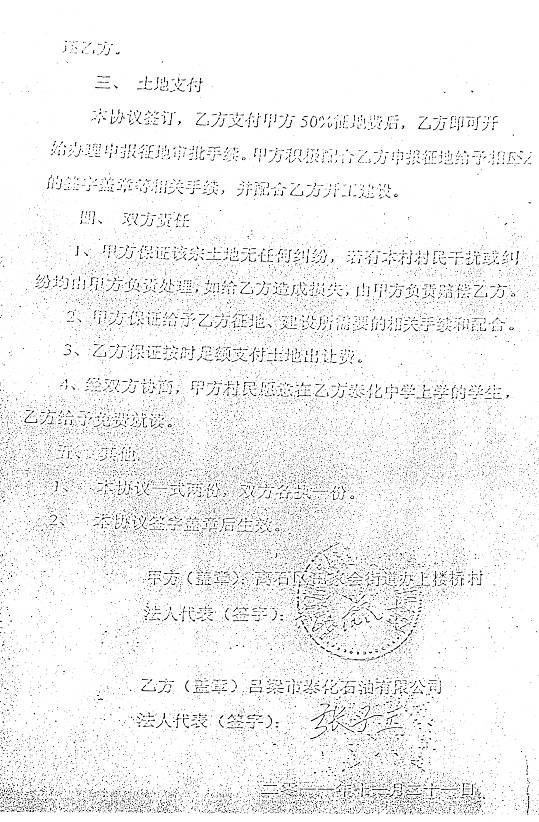 还乙方。
三、土地支付
本协议签订，乙方支付甲方50%征地费后，乙方即可开
始办理申报征地审批手续。甲方积极配合乙方申报征地给予相应
的签字盖章等相关手续，并配合乙方开工建设。
四、双方责任
1、甲方保证该宗土地无任何纠纷，若有本村村民干扰或纠
纷均由甲方负责处理，如给乙方造成损失，由甲方负责赔偿乙方。
2、甲方保证给予乙方征地、建设所需要的相关手续和配合。
3、乙方保证按时足额支付土地出让费。
4、经双方协商，甲方村民愿意在乙方泰化中学上学的学生，
乙方给予免费就读。
五、其他
1、本协议一式两份，双方各执一份。
2、本协议签字盖章后生效。
甲方（盖章）：离石区 街道办上楼桥村
法人代表（签字）：
乙方（盖章）吕梁市泰化石油有限公司
法人代表（签字）：
二〇一一年十二月三十一日